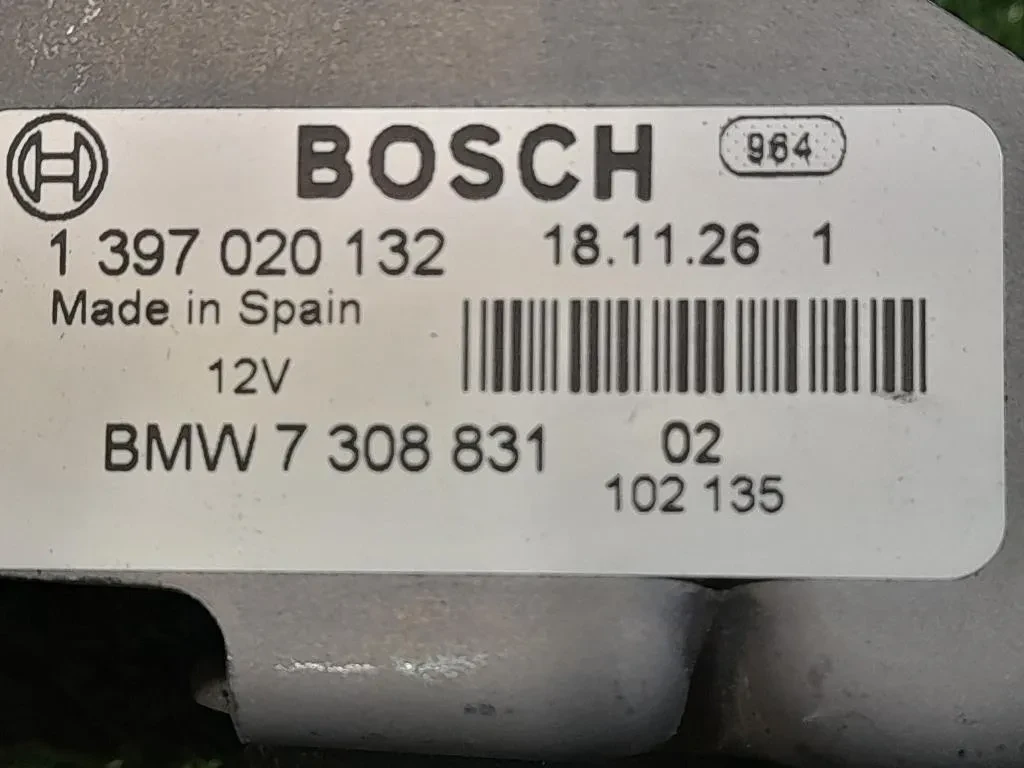 BOSCH 964
1 397 020 132 18.11.26 1
Made in Spain
12V
BMW 7 308 831 02
102 135